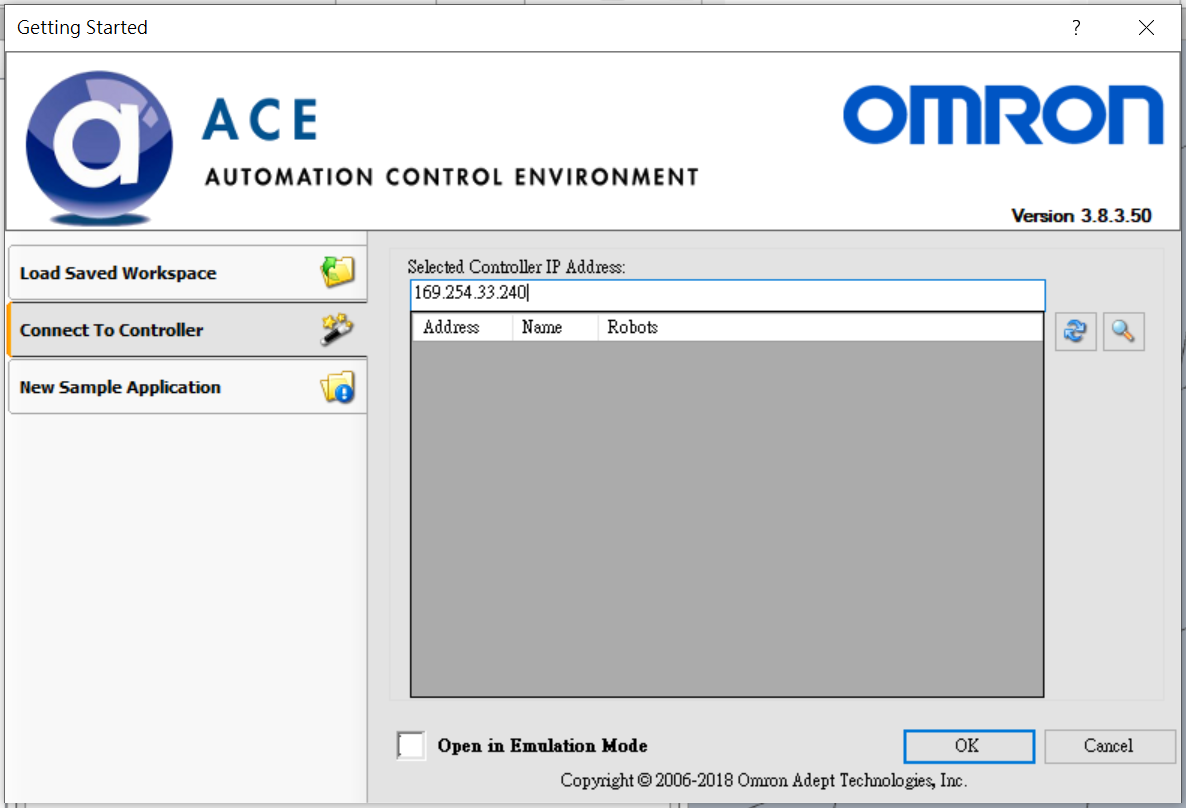 Getting Started
?
a
ACE
AUTOMATION CONTROL ENVIRONMENT
OMRON
Version 3.8.3.50
Load Saved Workspace
Connect To Controller
New Sample Application
Selected Controller IP Address:
169.254.33.240
Address Name Robots
Open in Emulation Mode
OK Cancel
Copyright © 2006-2018 Omron Adept Technologies, Inc.